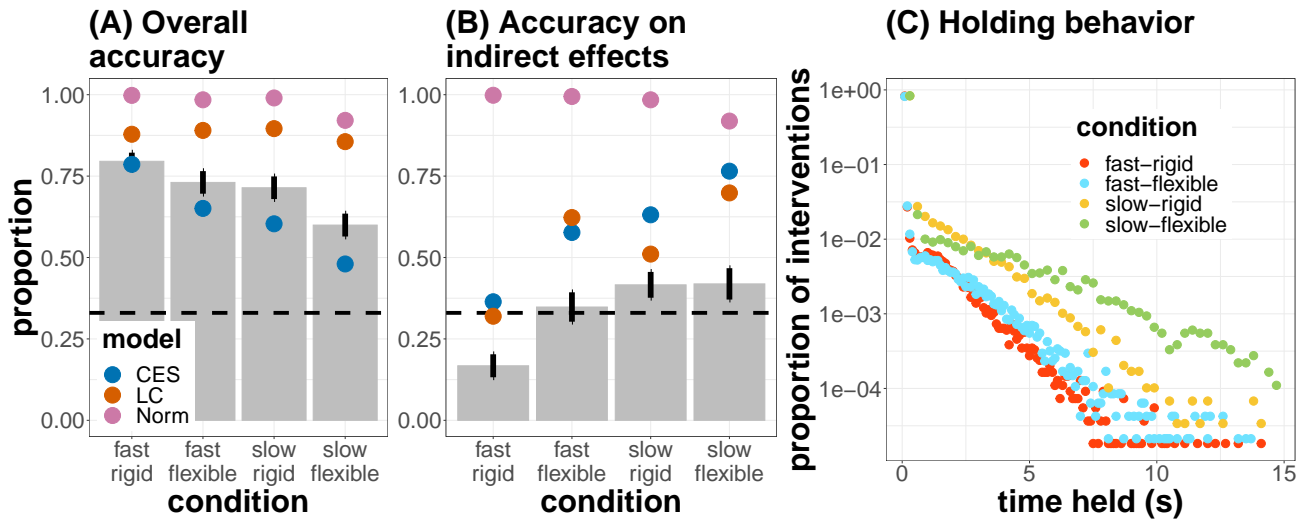 (A) Overall
accuracy
proportion
1.00
0.75
0.50
0.25
0.00
model
CES
LC
Norm
fast
rigid
fast
flexible
slow
rigid
slow
flexible
condition
(B) Accuracy on
indirect effects
1.00
0.75
0.50
0.25
0.00
fast
rigid
fast
flexible
slow
rigid
slow
flexible
condition
(C) Holding behavior
proportion of interventions
1e+00
1e−01
1e−02
1e−03
1e−04
condition
fast−rigid
fast−flexible
slow−rigid
slow−flexible
0
5
10
15
time held (s)